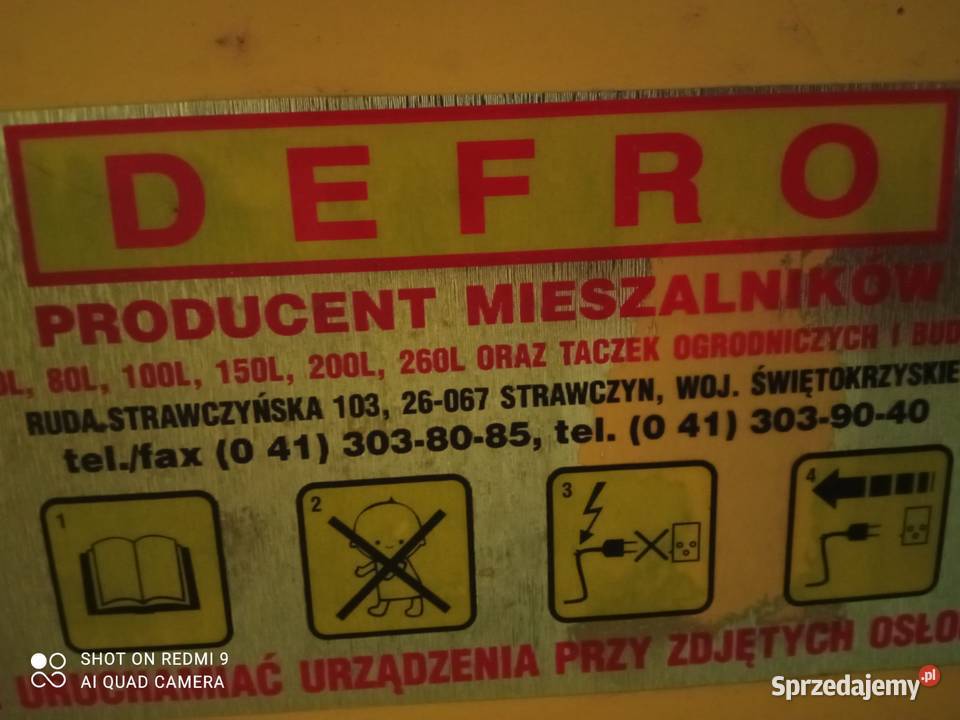 DEFRO
PRODUCENT MIESZALNIKÓW
80L, 100L, 150L, 200L, 260L ORAZ TACZEK OGRODNICZYCH I
RUDA STRAWCZYŃSKA 103, 26-067 STRAWCZYN, WOJ. ŚWIĘTOKRZYSKIE
tel./fax (0 41) 303-80-85, tel. (0 41) 303-90-40
1
2
3
4
URZĄDZENIA PRZY ZDJĘTYCH
SHOT ON REDMI 9
AI QUAD CAMERA
Sprzedajemy.pl